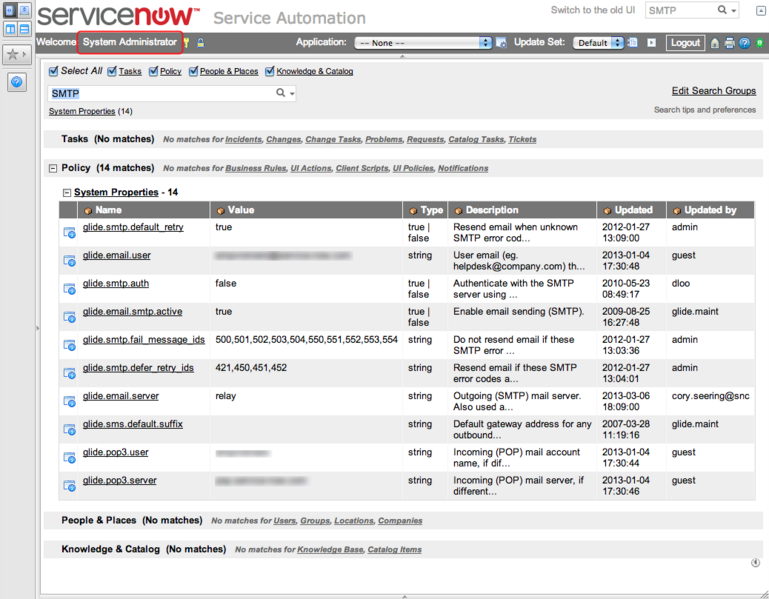 servicenow™ Service Automation
Switch to the old UI SMTP
Welcome System Administrator Application: -- None -- Update Set: Default Logout
Select All Tasks Policy People & Places Knowledge & Catalog
SMTP Edit Search Groups
System Properties (14) Search tips and preferences
Tasks (No matches) No matches for Incidents, Changes, Change Tasks, Problems, Requests, Catalog Tasks, Tickets
Policy (14 matches) No matches for Business Rules, UI Actions, Client Scripts, UI Policies, Notifications
System Properties - 14
Name Value Type Description Updated Updated by
glide.smtp.default_retry true true | Resend email when unknown 2012-01-27 admin
false SMTP error cod... 13:09:00
glide.email.user string User email (eg. 2013-01-04 guest
helpdesk@company.com) th... 17:30:48
glide.smtp.auth false true | Authenticate with the SMTP 2010-05-23 dloo
false server using ... 08:49:17
glide.email.smtp.active true true | Enable email sending (SMTP). 2009-08-25 glide.maint
false 16:27:48
glide.smtp.fail_message_ids 500,501,502,503,504,550,551,552,553,554 string Do not resend email if these 2012-01-27 admin
SMTP error ... 13:03:36
glide.smtp.defer_retry_ids 421,450,451,452 string Resend email if these SMTP 2012-01-27 admin
error codes a... 13:04:01
glide.email.server relay string Outgoing (SMTP) mail server. 2013-03-06 cory.seering@snc
Also used a... 18:09:00
glide.sms.default.suffix string Default gateway address for any 2007-03-28 glide.maint
outbound... 11:19:16
glide.pop3.user string Incoming (POP) mail account 2013-01-04 guest
name, if dif... 17:30:44
glide.pop3.server string Incoming (POP) mail server, if 2013-01-04 guest
different... 17:30:46
People & Places (No matches) No matches for Users, Groups, Locations, Companies
Knowledge & Catalog (No matches) No matches for Knowledge Base, Catalog Items